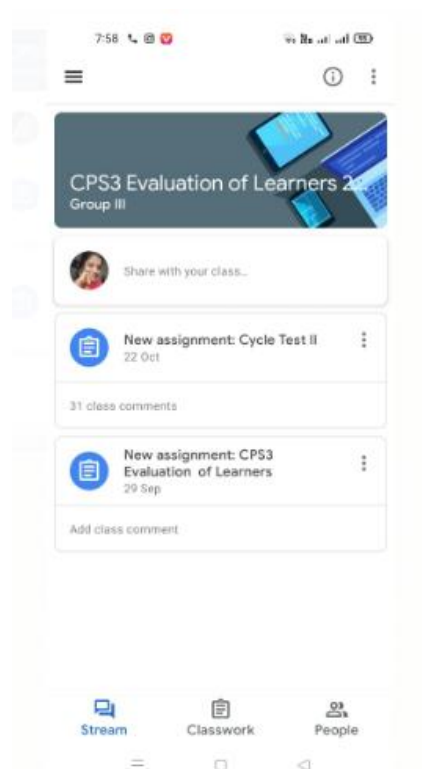 7:58
CPS3 Evaluation of Learners 2...
Group III
Share with your class...
New assignment: Cycle Test II
22 Oct
31 class comments
New assignment: CPS3
Evaluation of Learners
29 Sep
Add class comment
Stream Classwork People